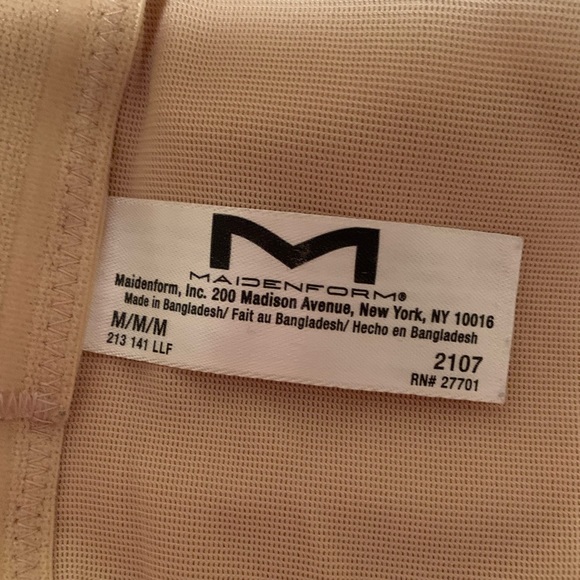 M
MAIDENFORM®
Maidenform, Inc. 200 Madison Avenue, New York, NY 10016
Made in Bangladesh/ Fait au Bangladesh/ Hecho en Bangladesh
M/M/M
213 141 LLF
2107
RN# 27701